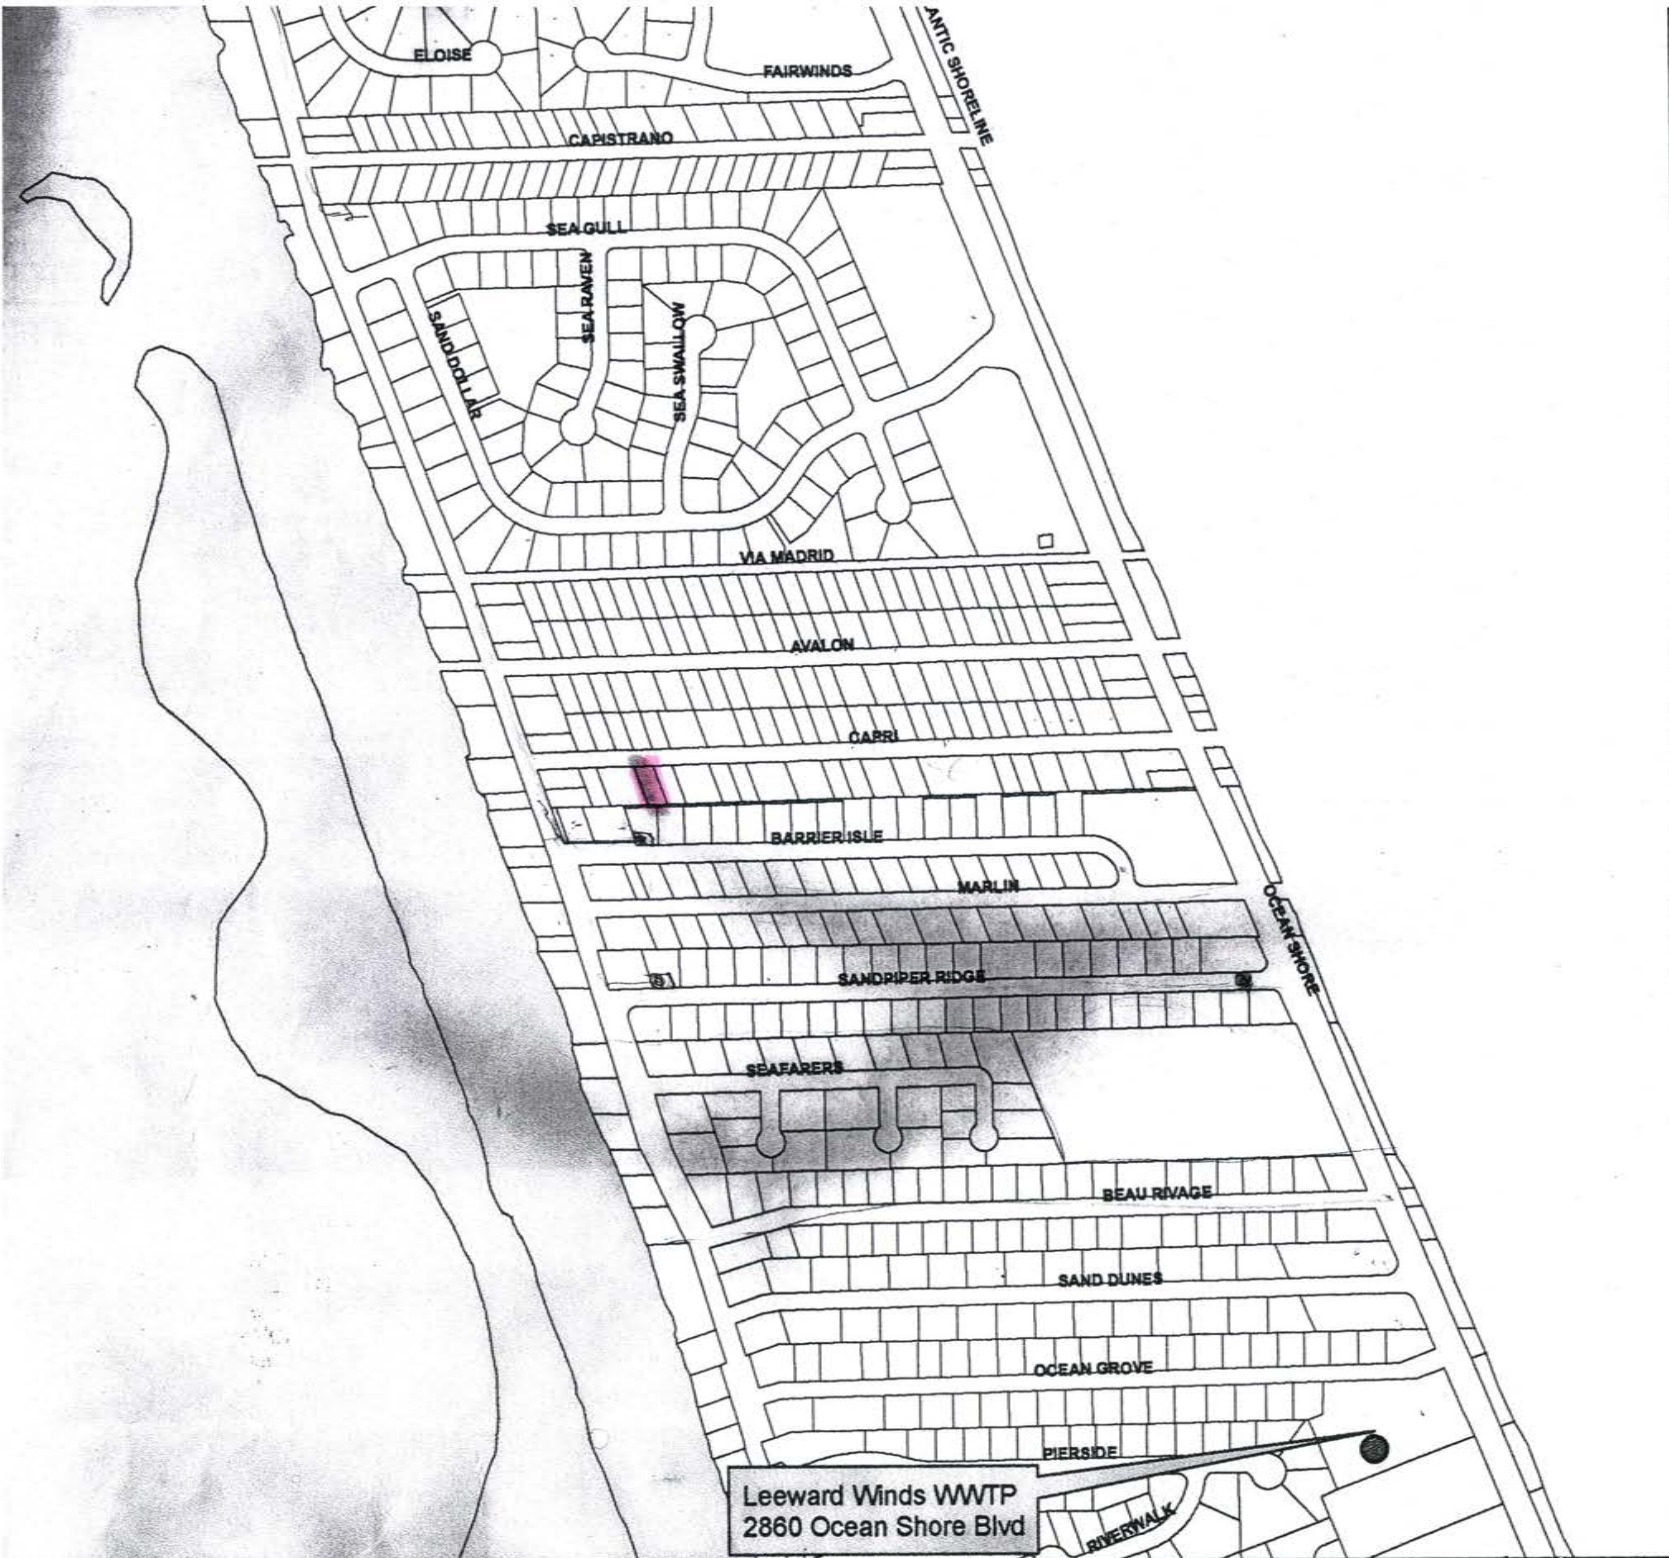 ANTIC SHORELINE
ELOISE
FAIRWINDS
CAPISTRANO
SEA GULL
SEA RAVEN
SEA SWALLOW
SAND DOLLAR
VIA MADRID
AVALON
CAPRI
BARRIER ISLE
MARLIN
OCEAN SHORE
SANDPIPER RIDGE
SEAFARERS
BEAU RIVAGE
SAND DUNES
OCEAN GROVE
PIERSIDE
Leeward Winds WWTP
2860 Ocean Shore Blvd
RIVERWALK